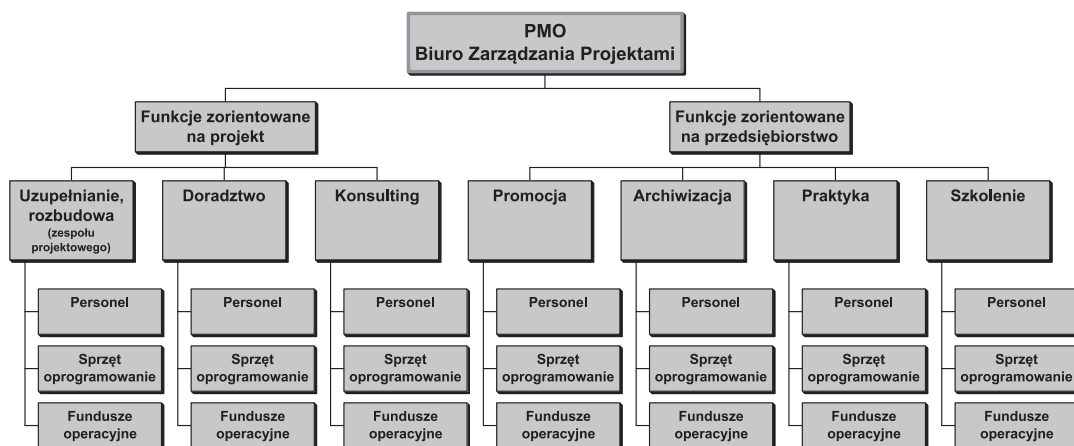 PMO
Biuro Zarządzania Projektami
Funkcje zorientowane
na projekt
Funkcje zorientowane
na przedsiębiorstwo
Uzupełnianie,
rozbudowa
(zespołu
projektowego)
Doradztwo
Konsulting
Promocja
Archiwizacja
Praktyka
Szkolenie
Personel
Personel
Personel
Personel
Personel
Personel
Personel
Sprzęt
oprogramowanie
Sprzęt
oprogramowanie
Sprzęt
oprogramowanie
Sprzęt
oprogramowanie
Sprzęt
oprogramowanie
Sprzęt
oprogramowanie
Sprzęt
oprogramowanie
Fundusze
operacyjne
Fundusze
operacyjne
Fundusze
operacyjne
Fundusze
operacyjne
Fundusze
operacyjne
Fundusze
operacyjne
Fundusze
operacyjne